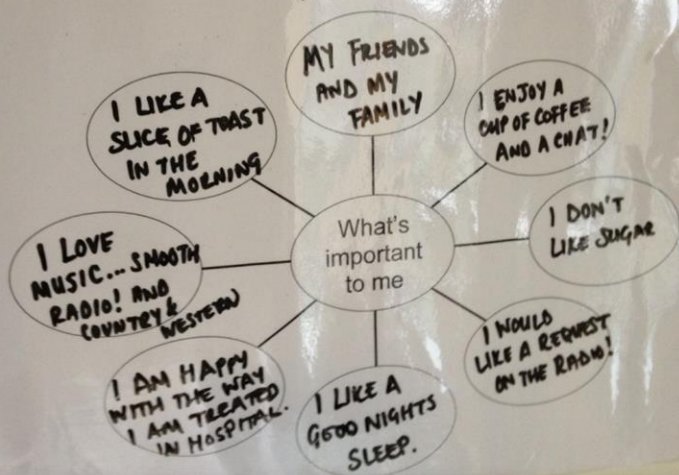 MY FRIENDS
AND MY
FAMILY
I ENJOY A
CUP OF COFFEE
AND A CHAT!
I DON'T
LIKE SUGAR
I WOULD
LIKE A REQUEST
ON THE RADIO!
I LIKE A
GOOD NIGHTS
SLEEP.
I AM HAPPY
WITH THE WAY
I AM TREATED
IN HOSPITAL.
I LOVE
MUSIC... SMOOTH
RADIO! AND
COUNTRY &
WESTERN
I LIKE A
SLICE OF TOAST
IN THE
MORNING
What's
important
to me